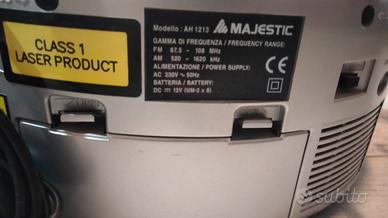 CLASS 1
LASER PRODUCT
Modello: AH 1213 MAJESTIC
GAMMA DI FREQUENZA / FREQUENCY RANGE:
FM 87.5 - 108 MHz
AM 520 - 1620 kHz
ALIMENTAZIONE / POWER SUPPLY:
AC 230V ~ 50Hz
BATTERIA / BATTERY:
DC ⎓ 12V (UM-2 x 8)
CE
subito